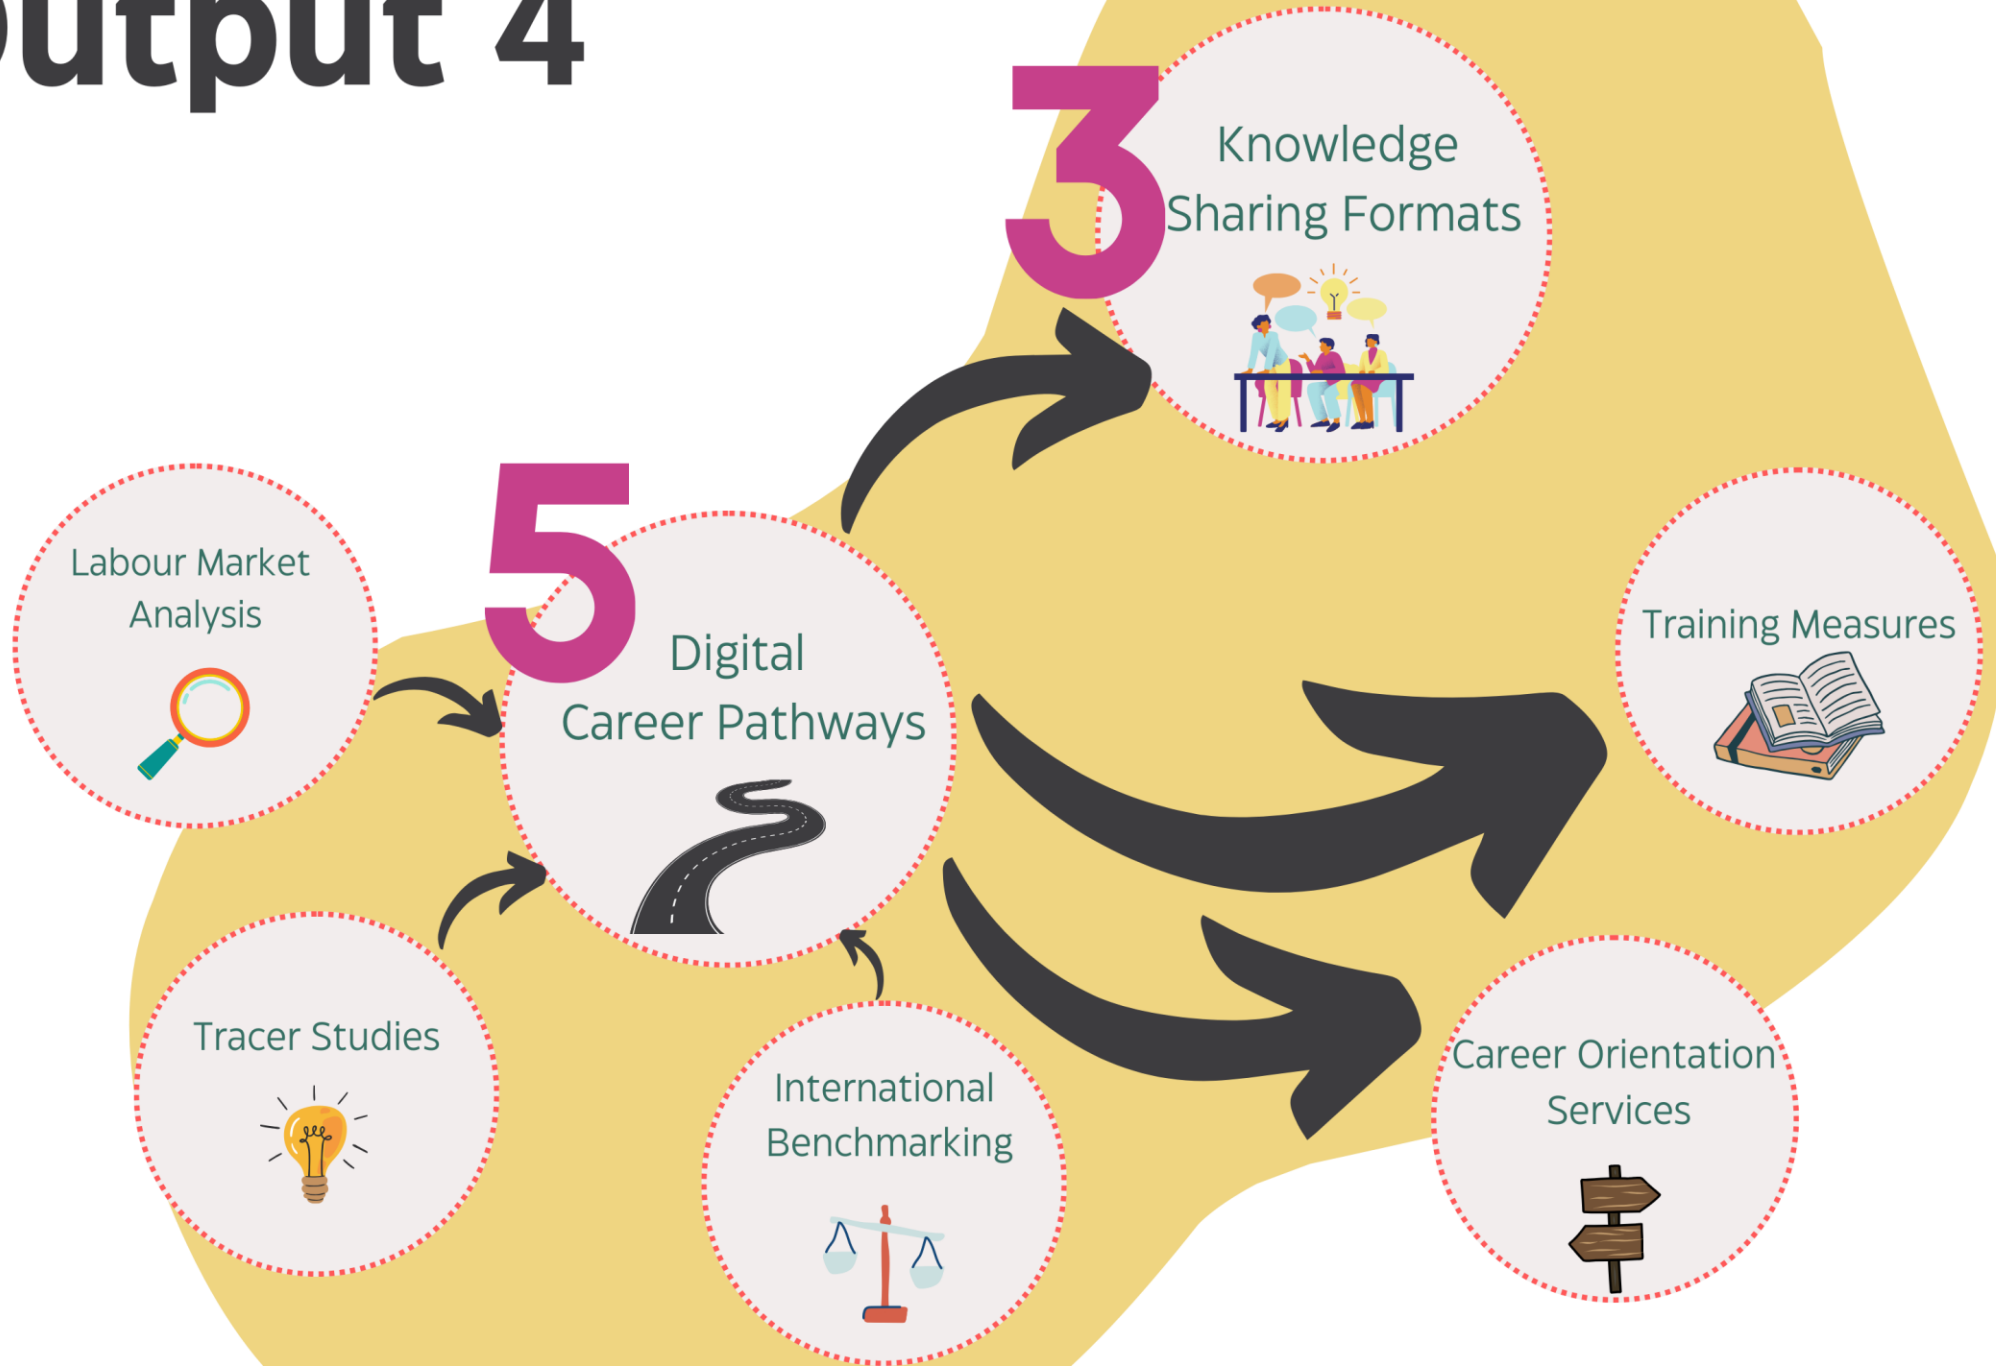 utput 4
3
Knowledge
Sharing Formats
Labour Market
Analysis
5
Digital
Career Pathways
Training Measures
Tracer Studies
International
Benchmarking
Career Orientation
Services